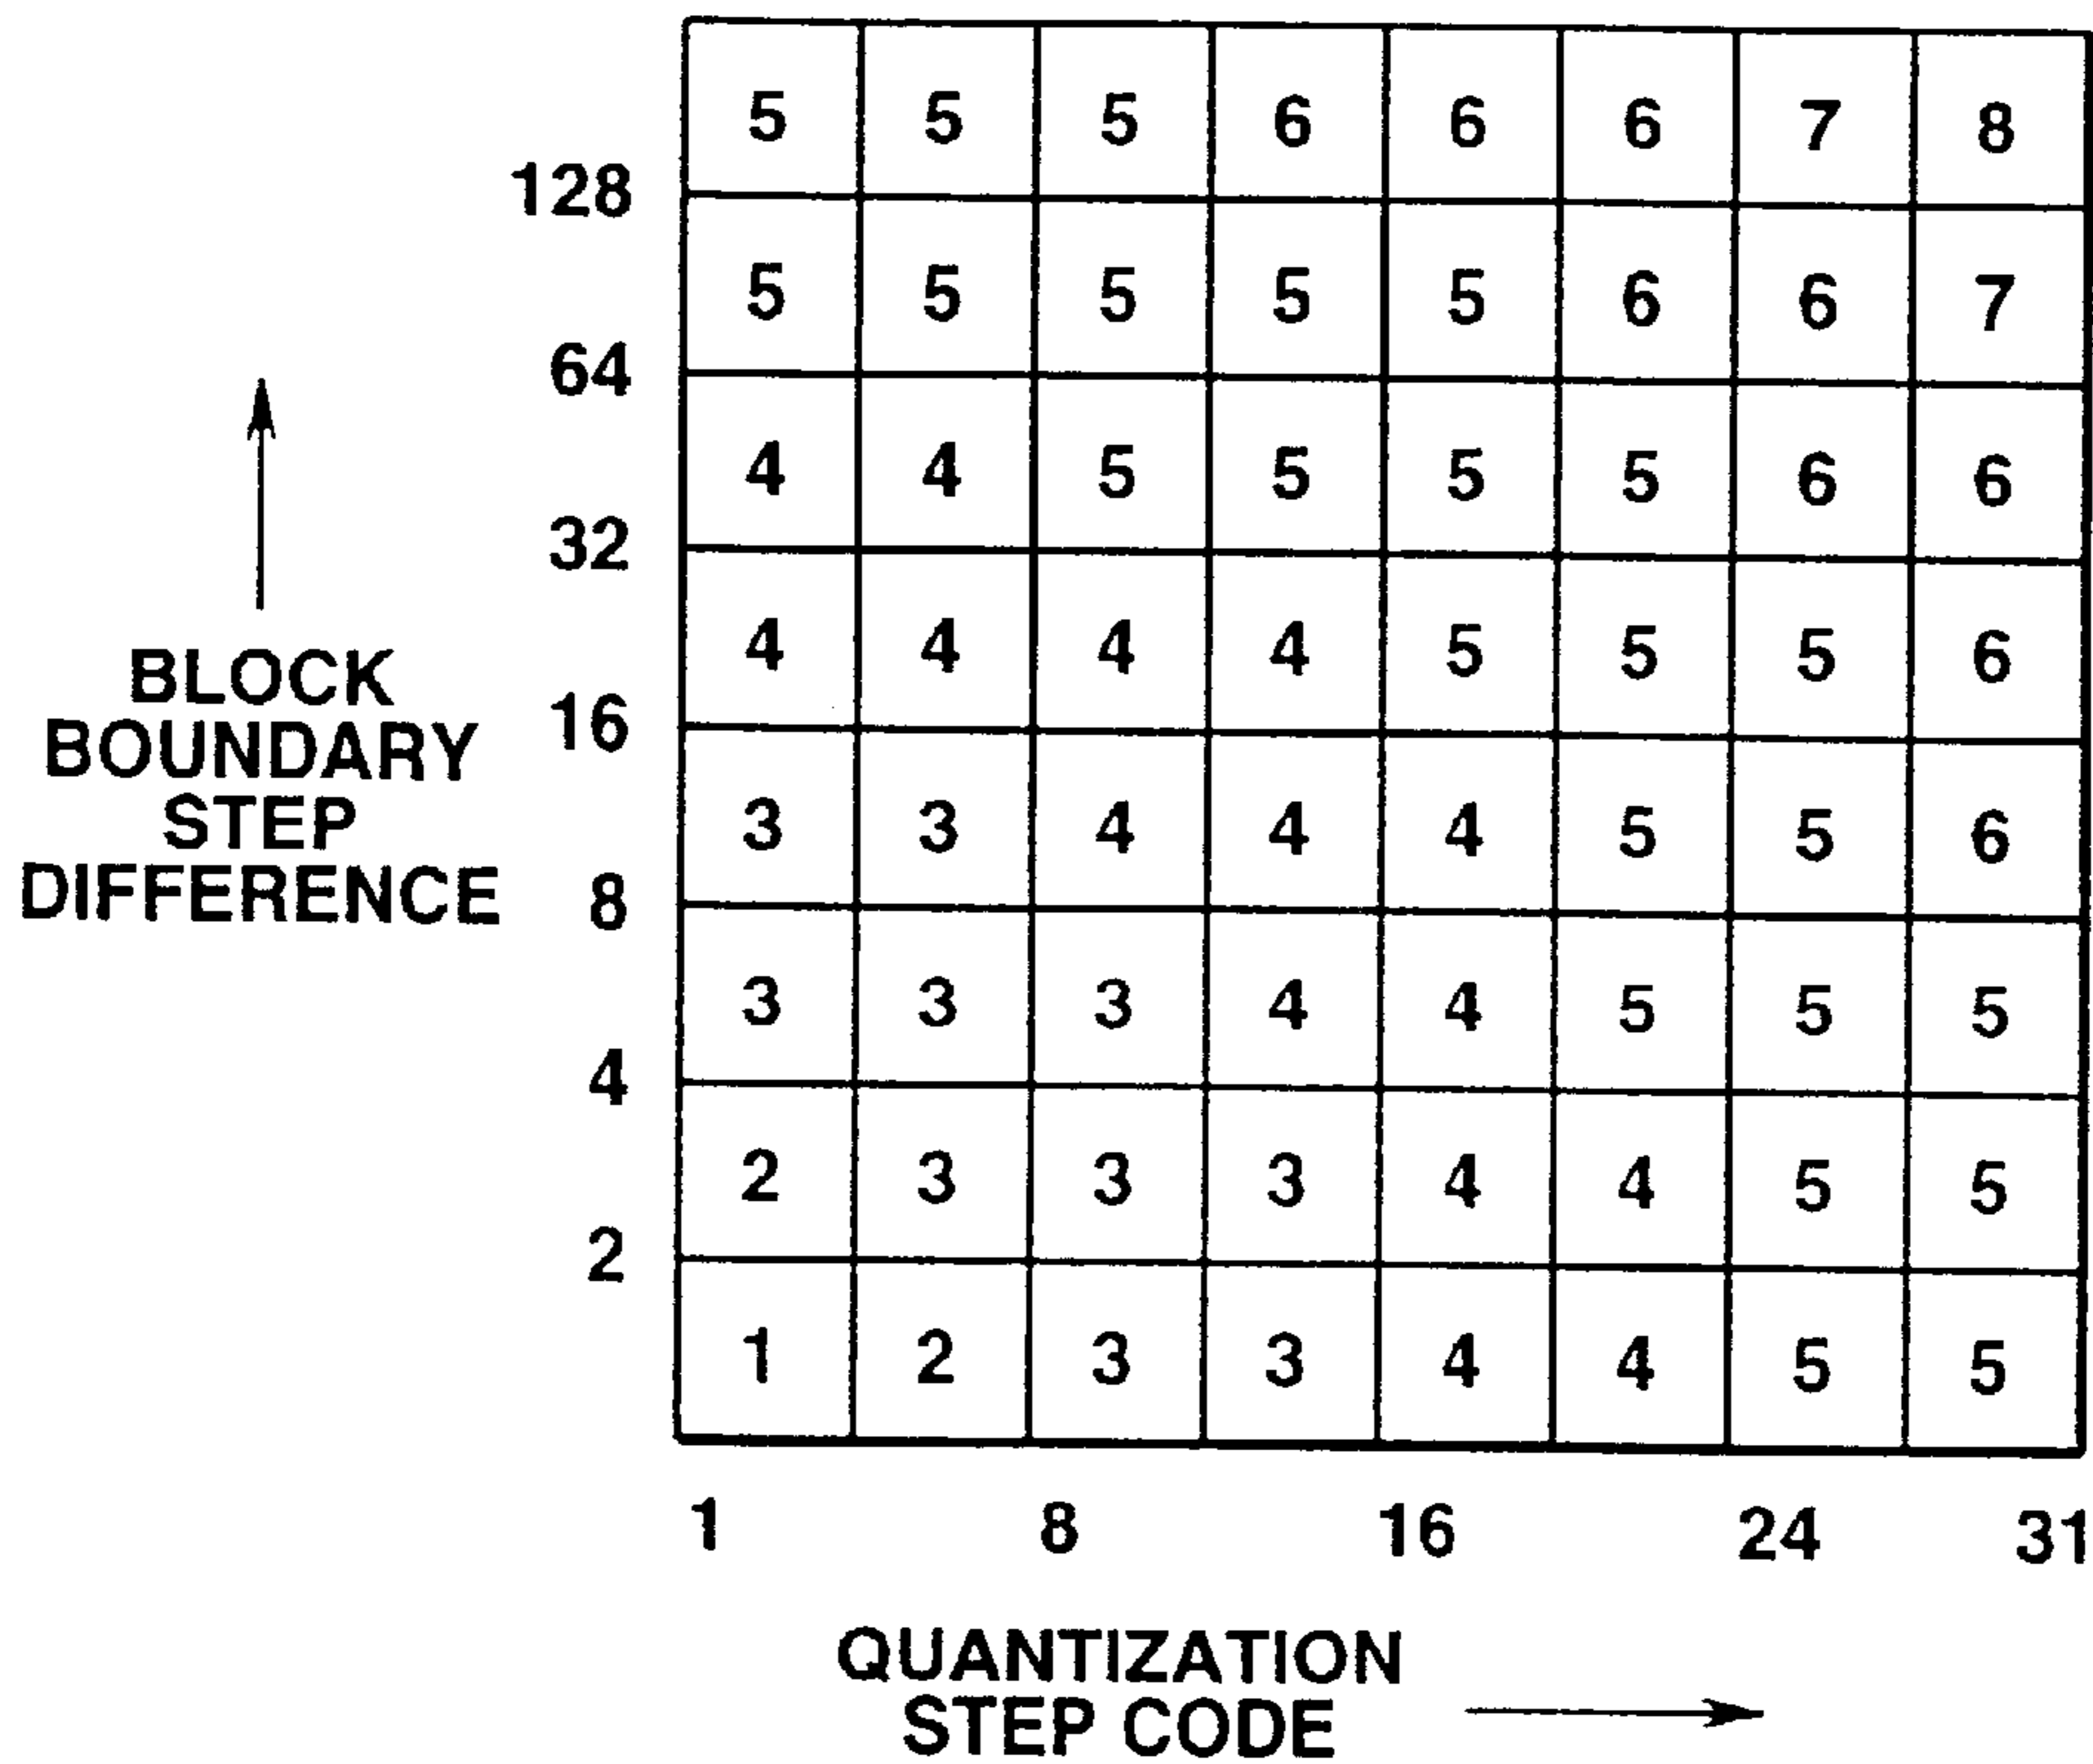 5 5 5 6 6 6 7 8
128
5 5 5 5 5 6 6 7
64
4 4 5 5 5 5 6 6
32
4 4 4 4 5 5 5 6
16
3 3 4 4 4 5 5 6
8
3 3 3 4 4 5 5 5
4
2 3 3 3 4 4 5 5
2
1 2 3 3 4 4 5 5
BLOCK
BOUNDARY
STEP
DIFFERENCE
1 8 16 24 31
QUANTIZATION
STEP CODE